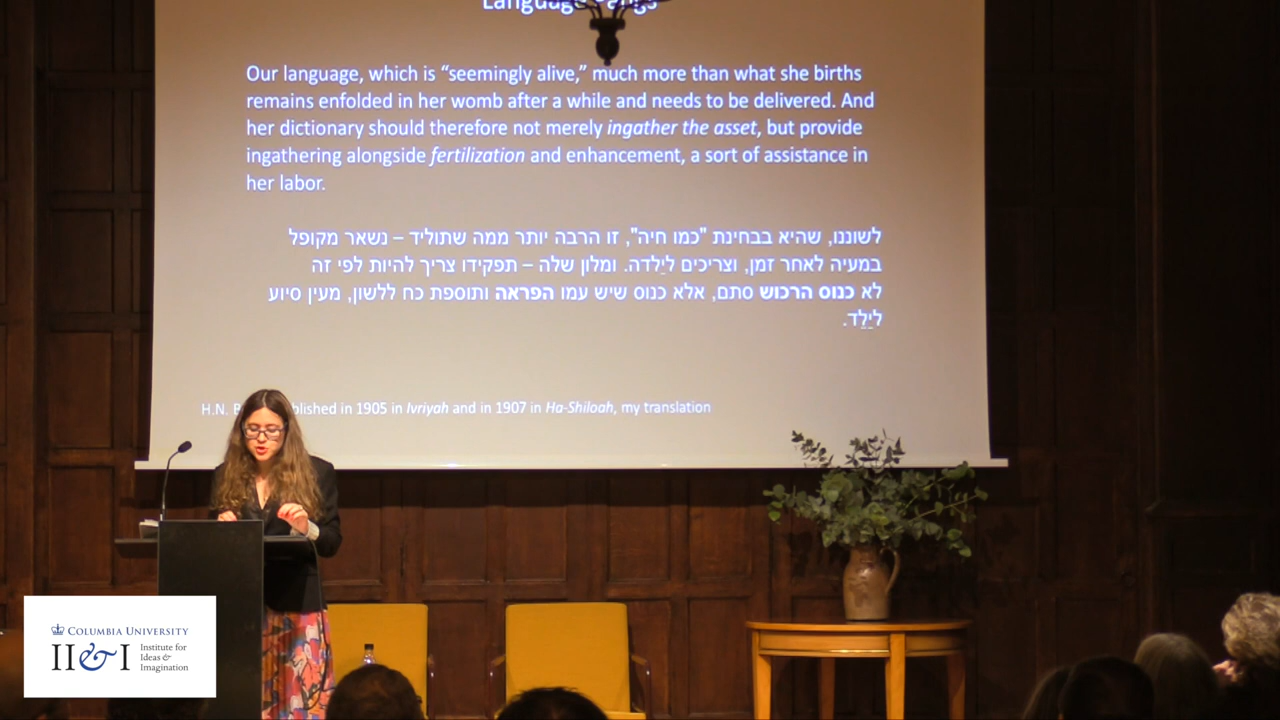 Language Pangs
Our language, which is “seemingly alive,” much more than what she births
remains enfolded in her womb after a while and needs to be delivered. And
her dictionary should therefore not merely ingather the asset, but provide
ingathering alongside fertilization and enhancement, a sort of assistance in
her labor.
לשוננו, שהיא בבחינת "כמו חיה", זו הרבה יותר ממה שתוליד – נשאר מקופל
במעיה לאחר זמן, וצריכים ליַלדה. ומלון שלה – תפקידו צריך להיות לפי זה
לא כנוס הרכוש סתם, אלא כנוס שיש עמו הפראה ותוספת כח ללשון, מעין סיוע
ליַלֵד.
H.N. in 1905 in Ivriyah and in 1907 in Ha-Shiloah, my translation
COLUMBIA UNIVERSITY
II&I
Institute for
Ideas &
Imagination